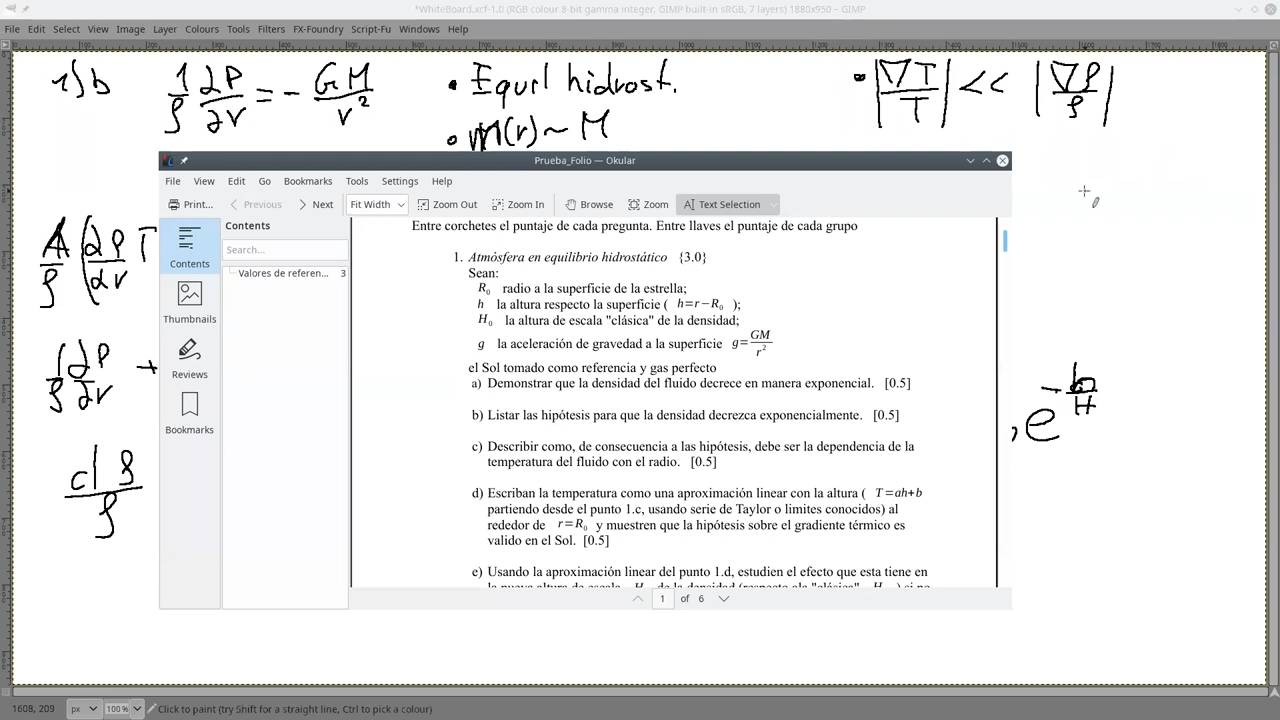 *WhiteBoard.xcf-1.0 (RGB colour 8-bit gamma integer, GIMP built-in sRGB, 7 layers) 1880x950 – GIMP
File Edit Select View Image Layer Colours Tools Filters FX-Foundry Script-Fu Windows Help
1)b 1/ρ ∂P/∂r = - GM/r² • Equil hidrost. • |∇T/T| << |∇ρ/ρ|
• m(r) ~ M
Prueba_Folio — Okular
File View Edit Go Bookmarks Tools Settings Help
Print... Previous Next Fit Width Zoom Out Zoom In Browse Zoom Text Selection
Contents
Search...
Valores de referen... 3
Contents
Thumbnails
Reviews
Bookmarks
Entre corchetes el puntaje de cada pregunta. Entre llaves el puntaje de cada grupo
1. Atmósfera en equilibrio hidrostático {3.0}
Sean:
R₀ radio a la superficie de la estrella;
h la altura respecto la superficie ( h=r−R₀ );
H₀ la altura de escala "clásica" de la densidad;
g la aceleración de gravedad a la superficie g=GM/r²
el Sol tomado como referencia y gas perfecto
a) Demonstrar que la densidad del fluido decrece en manera exponencial. [0.5]
b) Listar las hipótesis para que la densidad decrezca exponencialmente. [0.5]
c) Describir como, de consecuencia a las hipótesis, debe ser la dependencia de la
temperatura del fluido con el radio. [0.5]
d) Escriban la temperatura como una aproximación linear con la altura ( T=ah+b
partiendo desde el punto 1.c, usando serie de Taylor o limites conocidos) al
rededor de r=R₀ y muestren que la hipótesis sobre el gradiente térmico es
valido en el Sol. [0.5]
e) Usando la aproximación linear del punto 1.d, estudien el efecto que esta tiene en
1 of 6
1/ρ (∂ρ/∂r T
1/ρ ∂ρ/∂r +
dρ/ρ
e^-h/H
1608, 209 px 100% Click to paint (try Shift for a straight line, Ctrl to pick a colour)